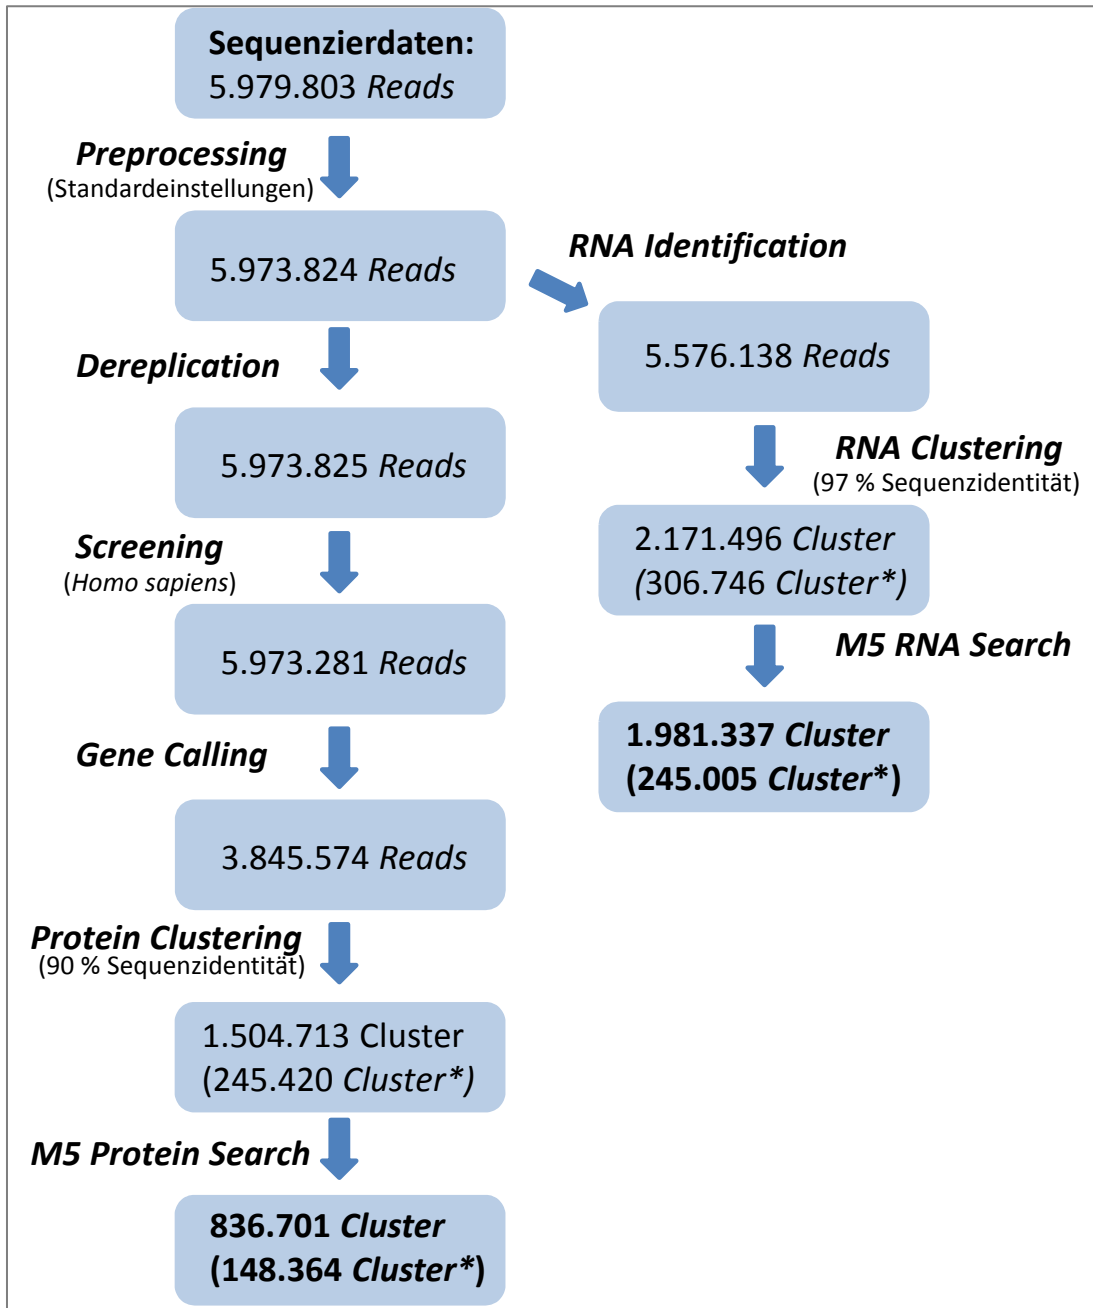 Sequenzierdaten:
5.979.803 Reads
Preprocessing
(Standardeinstellungen)
5.973.824 Reads
RNA Identification
5.576.138 Reads
Dereplication
5.973.825 Reads
RNA Clustering
(97 % Sequenzidentität)
2.171.496 Cluster
(306.746 Cluster*)
Screening
(Homo sapiens)
5.973.281 Reads
M5 RNA Search
1.981.337 Cluster
(245.005 Cluster*)
Gene Calling
3.845.574 Reads
Protein Clustering
(90 % Sequenzidentität)
1.504.713 Cluster
(245.420 Cluster*)
M5 Protein Search
836.701 Cluster
(148.364 Cluster*)